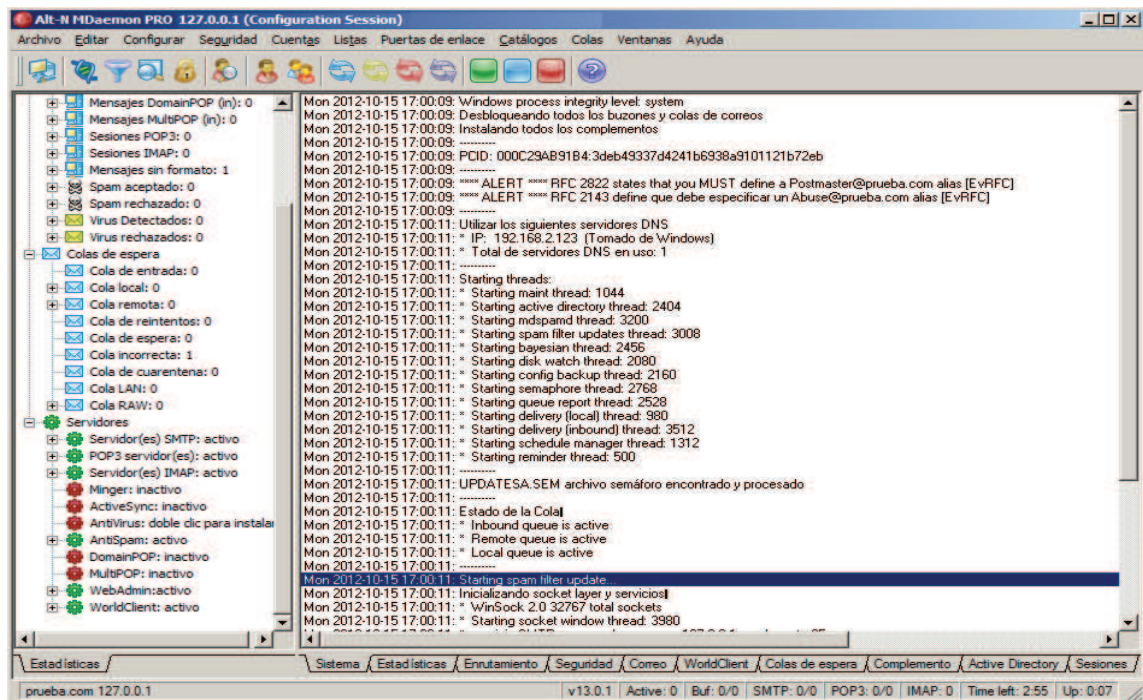 Alt-N MDaemon PRO 127.0.0.1 (Configuration Session)
Archivo Editar Configurar Seguridad Cuentas Listas Puertas de enlace Catálogos Colas Ventanas Ayuda
Mensajes DomainPOP (in): 0
Mensajes MultiPOP (in): 0
Sesiones POP3: 0
Sesiones IMAP: 0
Mensajes sin formato: 1
Spam aceptado: 0
Spam rechazado: 0
Virus Detectados: 0
Virus rechazados: 0
Colas de espera
Cola de entrada: 0
Cola local: 0
Cola remota: 0
Cola de reintentos: 0
Cola de espera: 0
Cola incorrecta: 1
Cola de cuarentena: 0
Cola LAN: 0
Cola RAW: 0
Servidores
Servidor(es) SMTP: activo
POP3 servidor(es): activo
Servidor(es) IMAP: activo
Minger: inactivo
ActiveSync: inactivo
AntiVirus: doble clic para instalar
AntiSpam: activo
DomainPOP: inactivo
MultiPOP: inactivo
WebAdmin:activo
WorldClient: activo
Estadísticas
Mon 2012-10-15 17:00:09: Windows process integrity level: system
Mon 2012-10-15 17:00:09: Desbloqueando todos los buzones y colas de correos
Mon 2012-10-15 17:00:09: Instalando todos los complementos
Mon 2012-10-15 17:00:09: ----------
Mon 2012-10-15 17:00:09: PCID: 000C29AB91B4:3deb49337d4241b6938a9101121b72eb
Mon 2012-10-15 17:00:09: ----------
Mon 2012-10-15 17:00:09: **** ALERT **** RFC 2822 states that you MUST define a Postmaster@prueba.com alias [EvRFC]
Mon 2012-10-15 17:00:09: **** ALERT **** RFC 2143 define que debe especificar un Abuse@prueba.com alias [EvRFC]
Mon 2012-10-15 17:00:09: ----------
Mon 2012-10-15 17:00:11: Utilizar los siguientes servidores DNS
Mon 2012-10-15 17:00:11: * IP: 192.168.2.123 (Tomado de Windows)
Mon 2012-10-15 17:00:11: * Total de servidores DNS en uso: 1
Mon 2012-10-15 17:00:11: ----------
Mon 2012-10-15 17:00:11: Starting threads:
Mon 2012-10-15 17:00:11: * Starting maint thread: 1044
Mon 2012-10-15 17:00:11: * Starting active directory thread: 2404
Mon 2012-10-15 17:00:11: * Starting mdspamd thread: 3200
Mon 2012-10-15 17:00:11: * Starting spam filter updates thread: 3008
Mon 2012-10-15 17:00:11: * Starting bayesian thread: 2456
Mon 2012-10-15 17:00:11: * Starting disk watch thread: 2080
Mon 2012-10-15 17:00:11: * Starting config backup thread: 2160
Mon 2012-10-15 17:00:11: * Starting semaphore thread: 2768
Mon 2012-10-15 17:00:11: * Starting queue report thread: 2528
Mon 2012-10-15 17:00:11: * Starting delivery (local) thread: 980
Mon 2012-10-15 17:00:11: * Starting delivery (inbound) thread: 3512
Mon 2012-10-15 17:00:11: * Starting schedule manager thread: 1312
Mon 2012-10-15 17:00:11: * Starting reminder thread: 500
Mon 2012-10-15 17:00:11: ----------
Mon 2012-10-15 17:00:11: UPDATESA.SEM archivo semáforo encontrado y procesado
Mon 2012-10-15 17:00:11: ----------
Mon 2012-10-15 17:00:11: Estado de la Cola
Mon 2012-10-15 17:00:11: * Inbound queue is active
Mon 2012-10-15 17:00:11: * Remote queue is active
Mon 2012-10-15 17:00:11: * Local queue is active
Mon 2012-10-15 17:00:11: ----------
Mon 2012-10-15 17:00:11: Starting spam filter update...
Mon 2012-10-15 17:00:11: Inicializando socket layer y servicios
Mon 2012-10-15 17:00:11: * WinSock 2.0 32767 total sockets
Mon 2012-10-15 17:00:11: * Starting socket window thread: 3980
Sistema Estadísticas Enrutamiento Seguridad Correo WorldClient Colas de espera Complemento Active Directory Sesiones
prueba.com 127.0.0.1 v13.0.1 Active: 0 Buf: 0/0 SMTP: 0/0 POP3: 0/0 IMAP: 0 Time left: 2:55 Up: 0:07